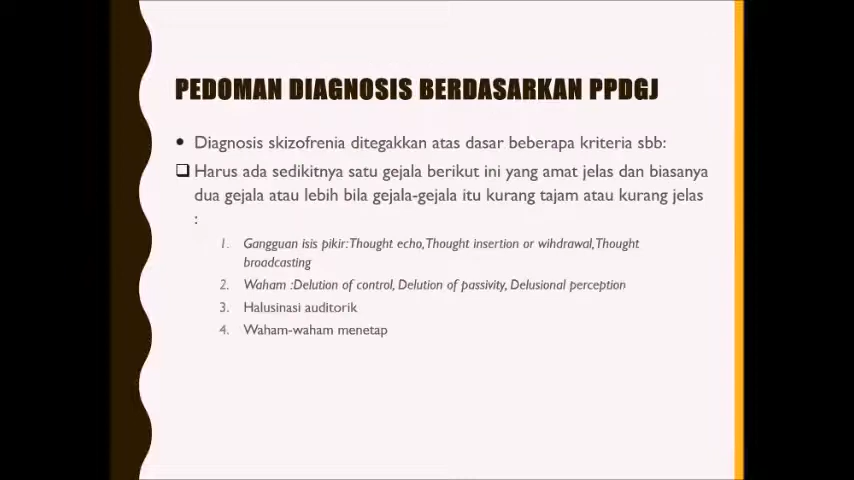 PEDOMAN DIAGNOSIS BERDASARKAN PPDGJ
• Diagnosis skizofrenia ditegakkan atas dasar beberapa kriteria sbb:
❑ Harus ada sedikitnya satu gejala berikut ini yang amat jelas dan biasanya
dua gejala atau lebih bila gejala-gejala itu kurang tajam atau kurang jelas
:
1. Gangguan isis pikir:Thought echo,Thought insertion or wihdrawal,Thought
broadcasting
2. Waham :Delution of control, Delution of passivity, Delusional perception
3. Halusinasi auditorik
4. Waham-waham menetap